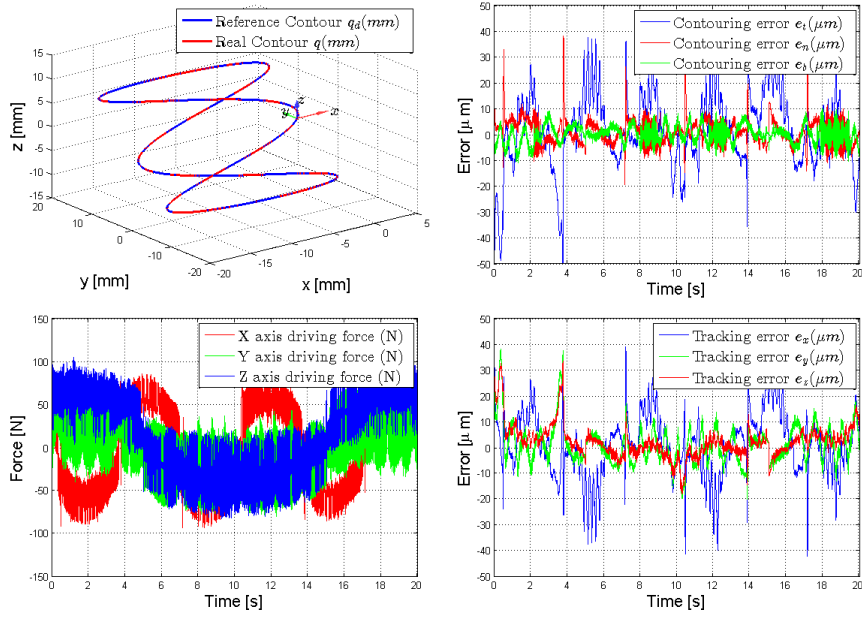 Reference Contour q_d(mm)
Real Contour q(mm)
15
10
5
0
-5
-10
-15
z [mm]
20
10
0
-10
-20
y [mm]
-20
-15
-10
-5
0
5
x [mm]
z
y
x
Contouring error e_t(μm)
Contouring error e_n(μm)
Contouring error e_b(μm)
50
40
30
20
10
0
-10
-20
-30
-40
-50
Error[μ m]
0 2 4 6 8 10 12 14 16 18 20
Time [s]
X axis driving force (N)
Y axis driving force (N)
Z axis driving force (N)
150
100
50
0
-50
-100
-150
Force [N]
0 2 4 6 8 10 12 14 16 18 20
Time [s]
Tracking error e_x(μm)
Tracking error e_y(μm)
Tracking error e_z(μm)
50
40
30
20
10
0
-10
-20
-30
-40
-50
Error[μ m]
0 2 4 6 8 10 12 14 16 18 20
Time [s]